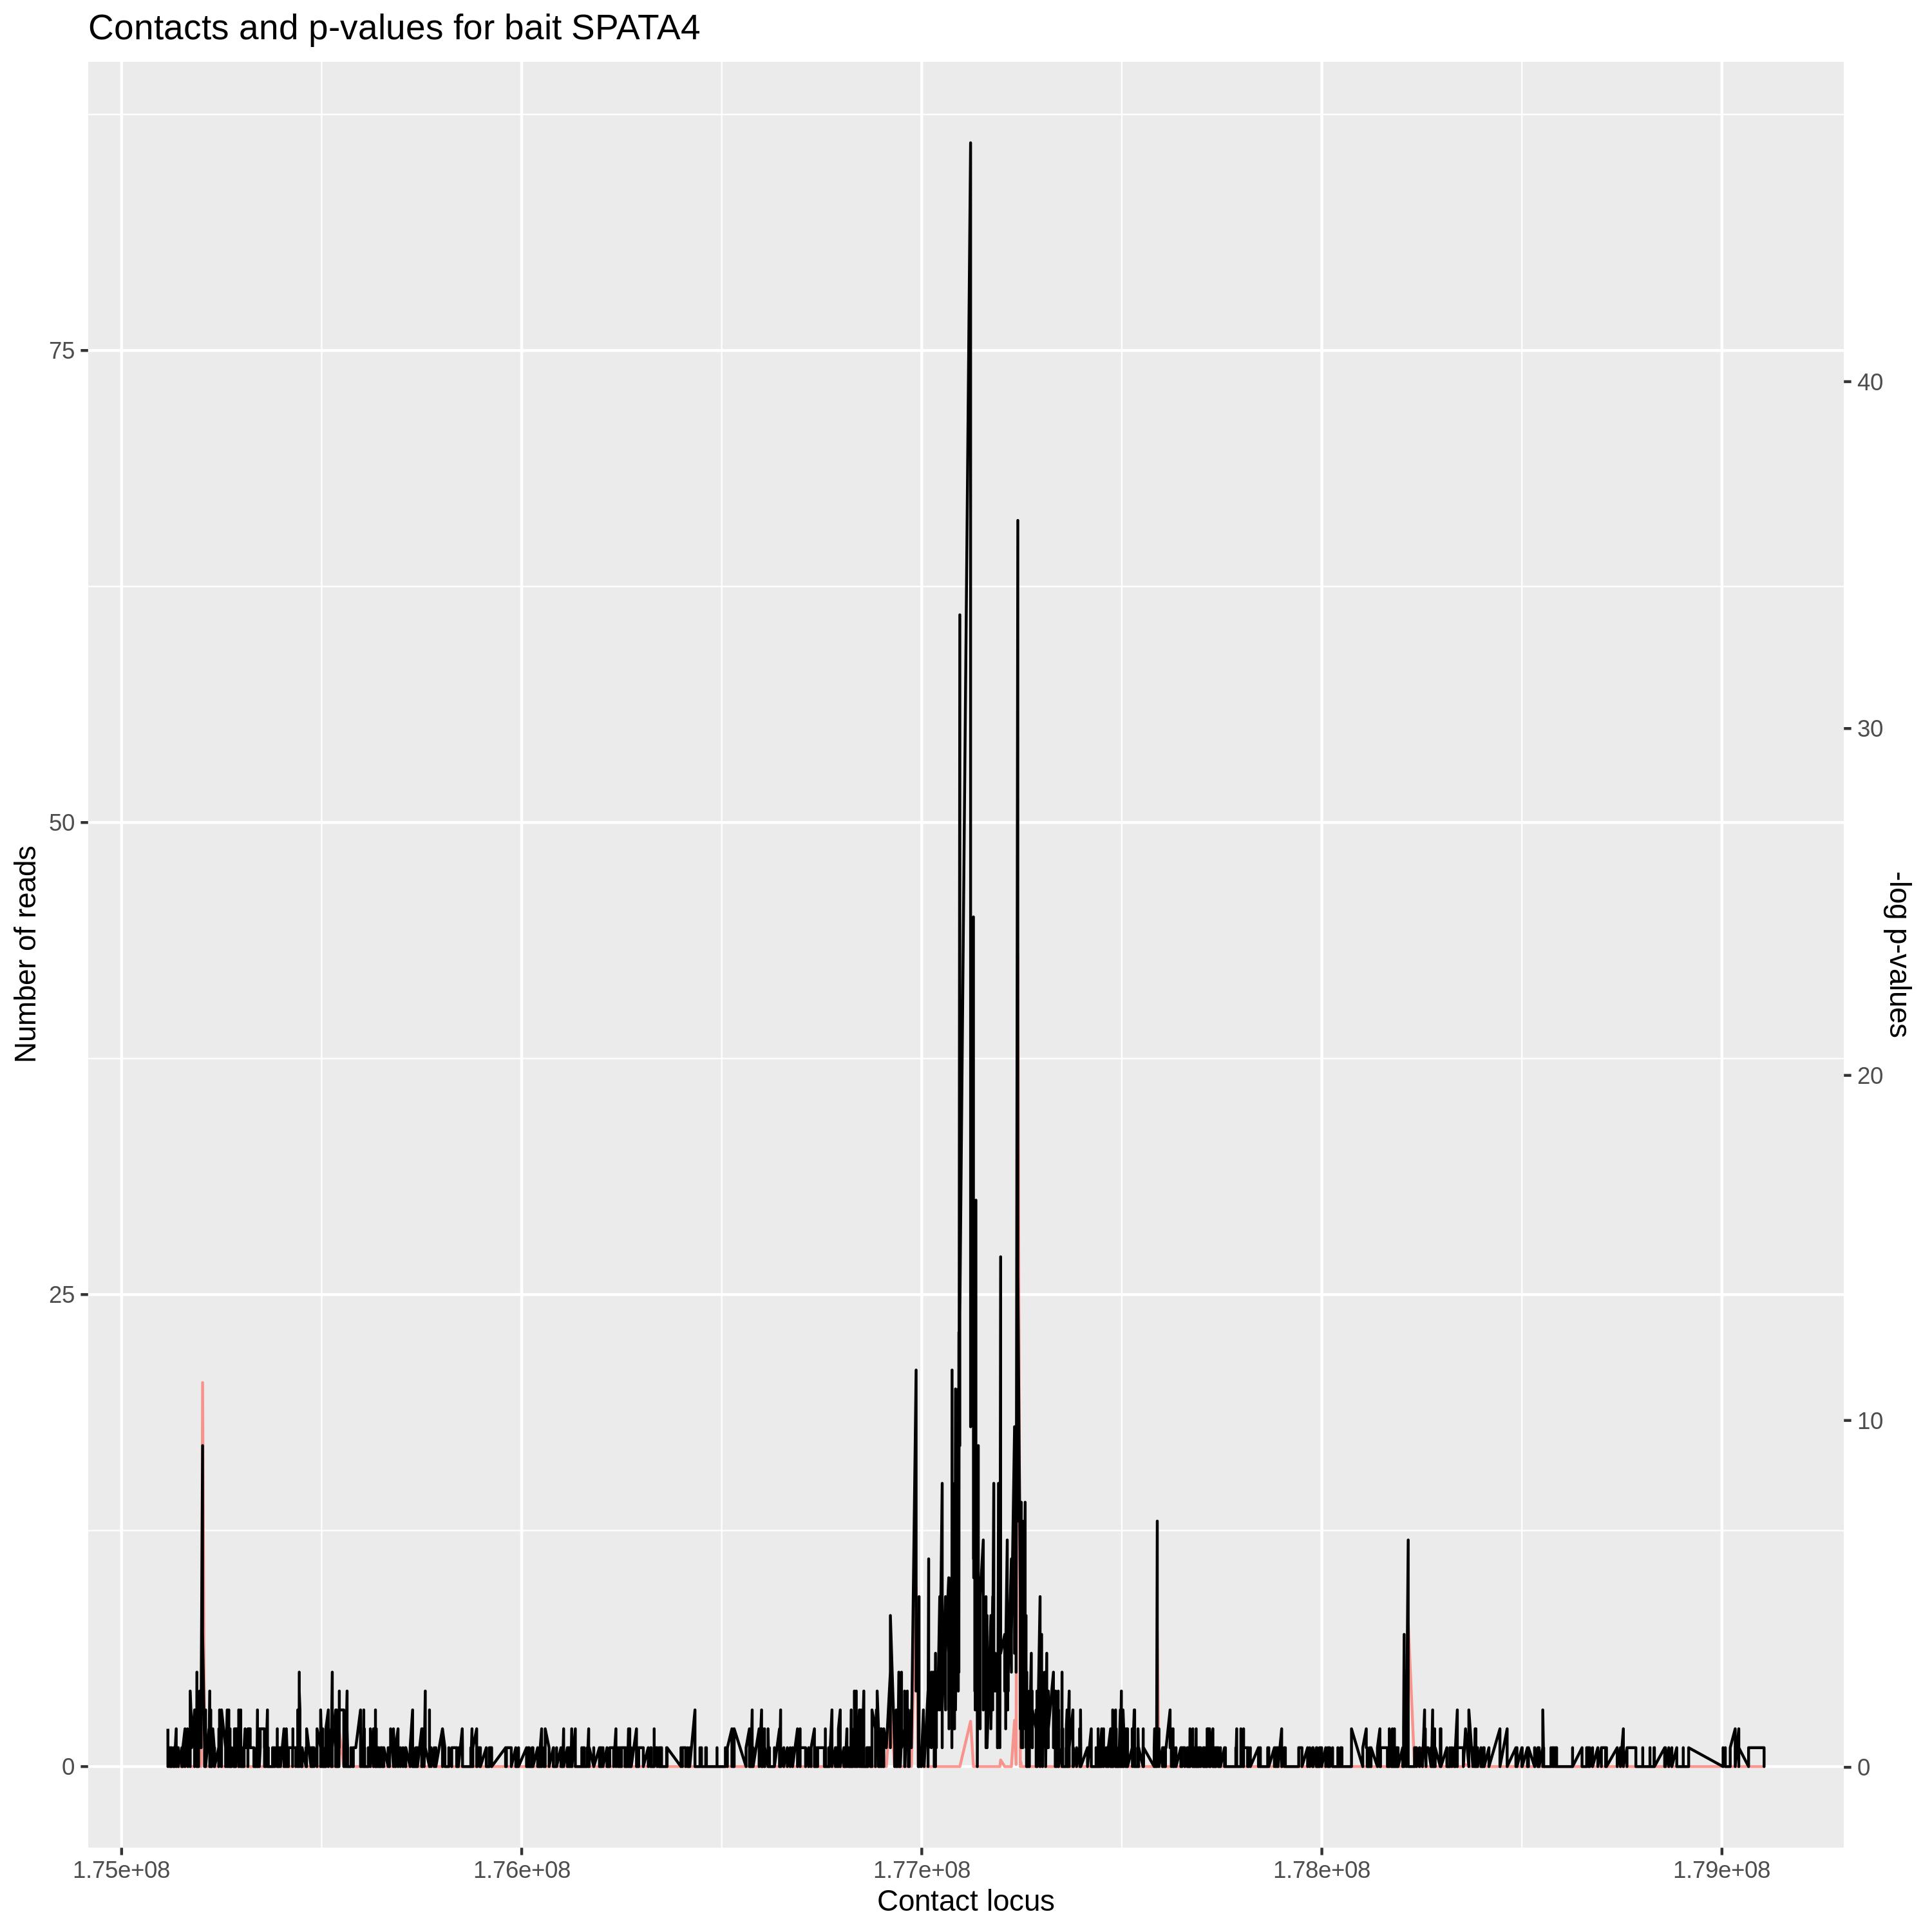 Contacts and p-values for bait SPATA4
75
50
25
0
Number of reads
40
30
20
10
0
-log p-values
1.75e+08 1.76e+08 1.77e+08 1.78e+08 1.79e+08
Contact locus